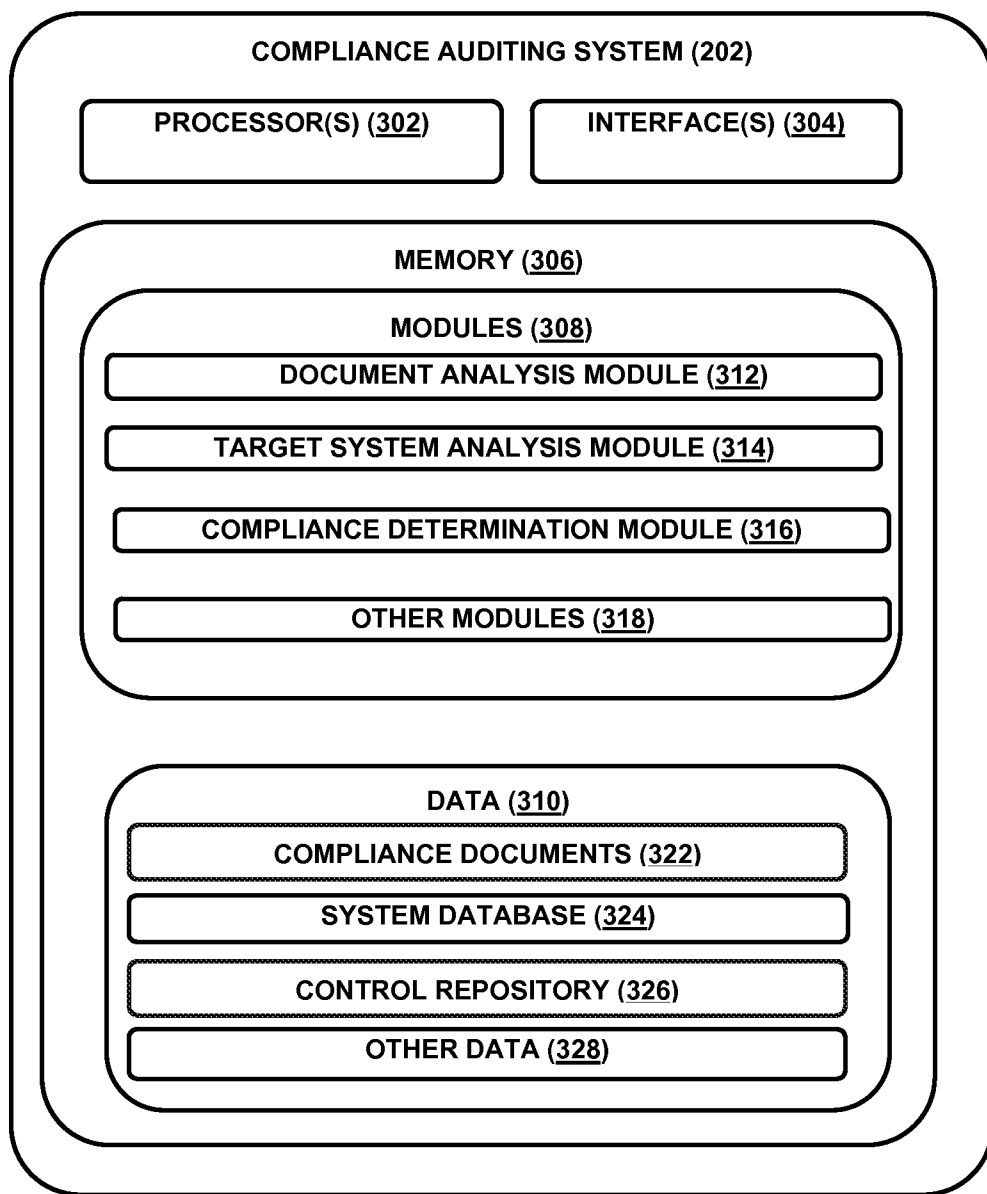 COMPLIANCE AUDITING SYSTEM (202)
PROCESSOR(S) (302)
INTERFACE(S) (304)
MEMORY (306)
MODULES (308)
DOCUMENT ANALYSIS MODULE (312)
TARGET SYSTEM ANALYSIS MODULE (314)
COMPLIANCE DETERMINATION MODULE (316)
OTHER MODULES (318)
DATA (310)
COMPLIANCE DOCUMENTS (322)
SYSTEM DATABASE (324)
CONTROL REPOSITORY (326)
OTHER DATA (328)